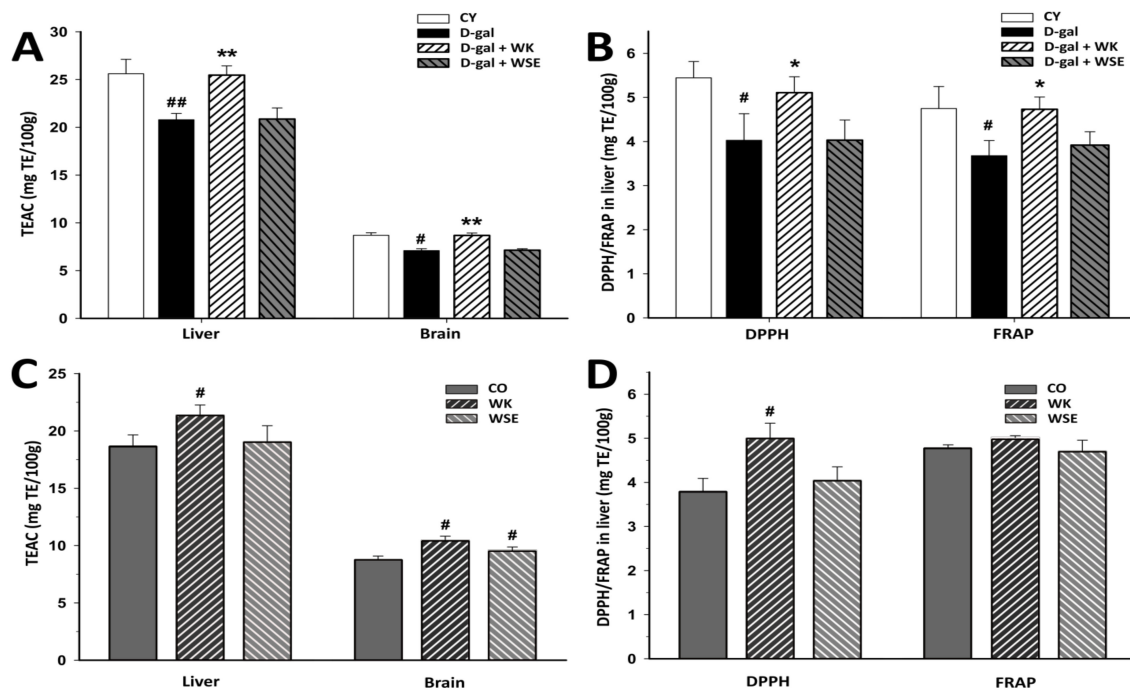 A
TEAC (mg TE/100g)
30
25
20
15
10
5
0
CY
D-gal
D-gal + WK
D-gal + WSE
##
**
#
**
Liver
Brain
B
DPPH/FRAP in liver (mg TE/100g)
6
5
4
3
2
1
0
CY
D-gal
D-gal + WK
D-gal + WSE
#
*
#
*
DPPH
FRAP
C
TEAC (mg TE/100g)
25
20
15
10
5
0
CO
WK
WSE
#
#
#
Liver
Brain
D
DPPH/FRAP in liver (mg TE/100g)
6
5
4
3
2
1
0
CO
WK
WSE
#
DPPH
FRAP